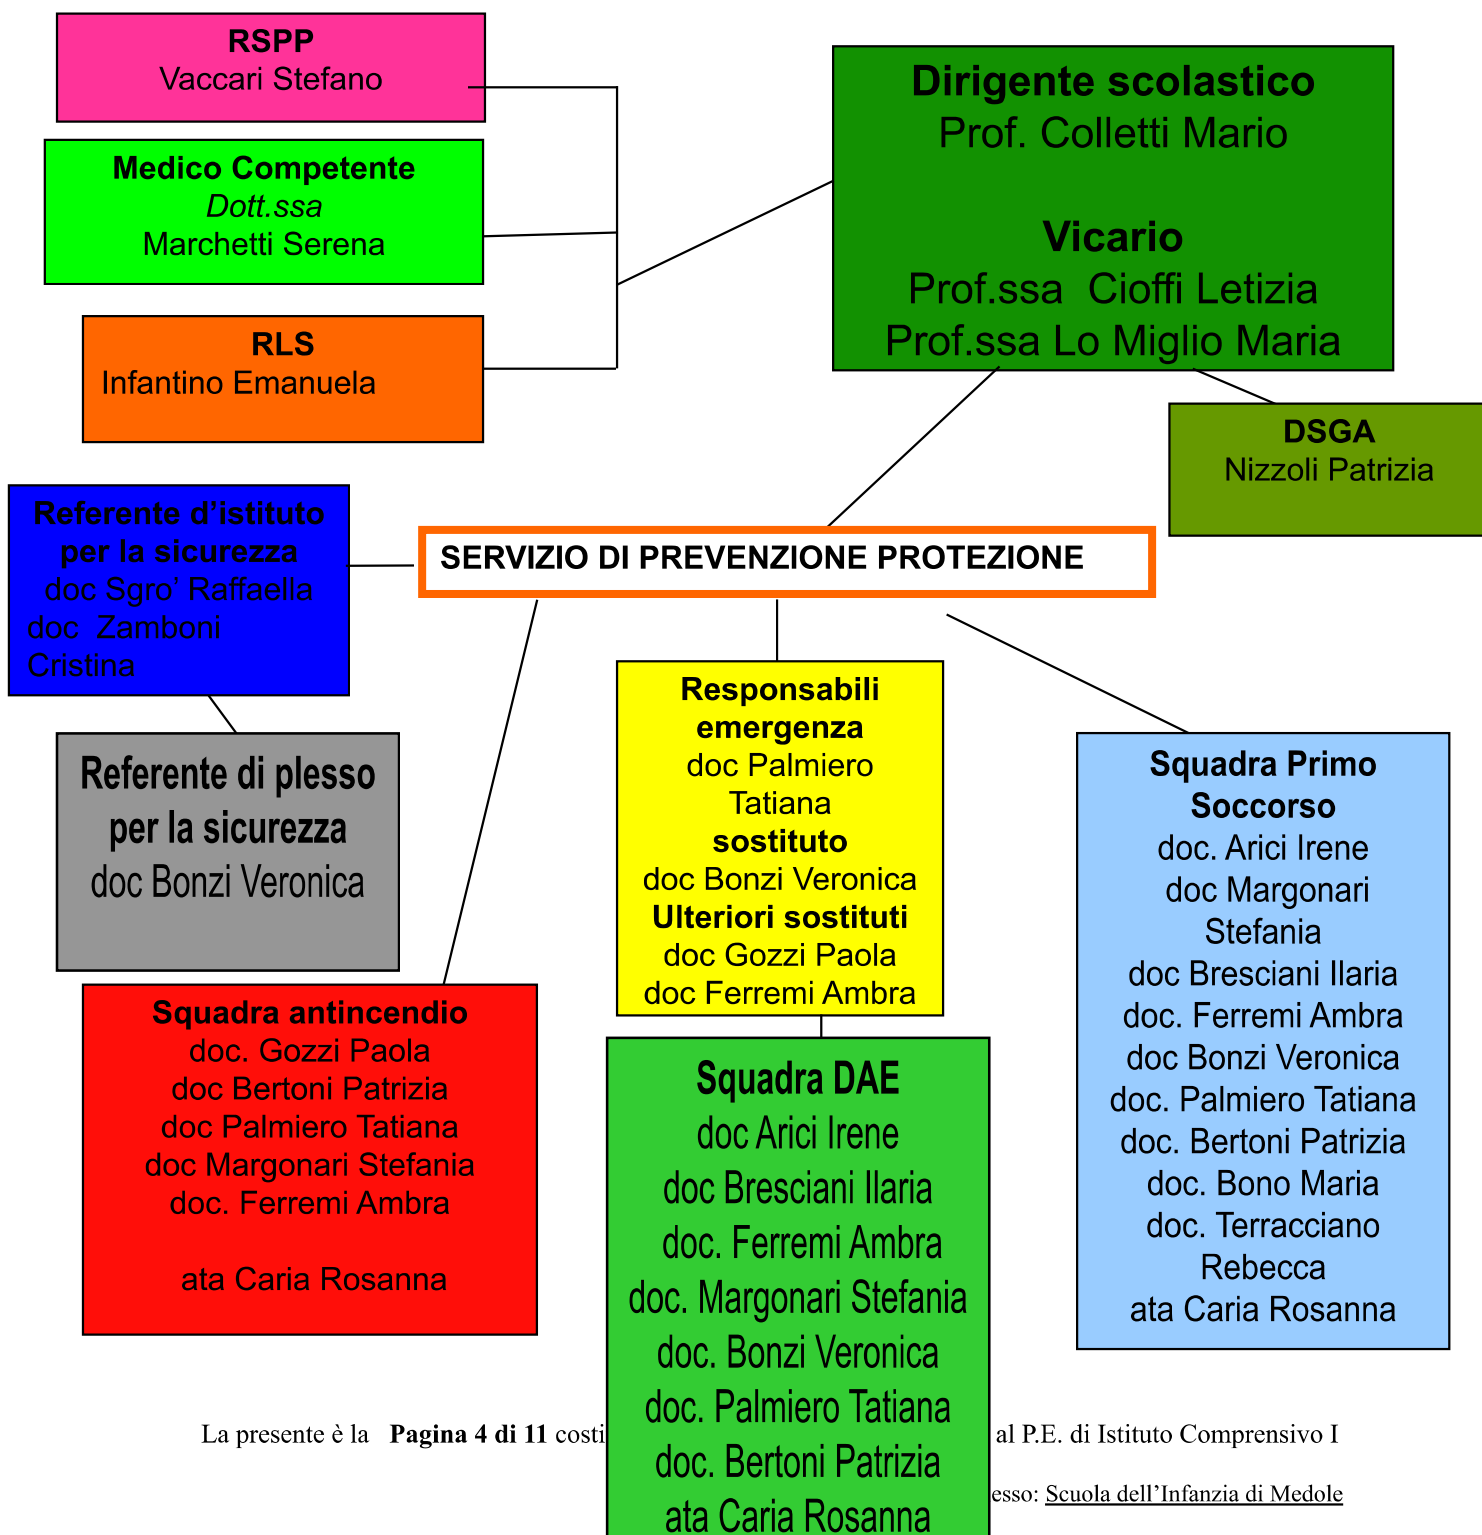 RSPP
Vaccari Stefano
Medico Competente
Dott.ssa
Marchetti Serena
RLS
Infantino Emanuela
Dirigente scolastico
Prof. Colletti Mario
Vicario
Prof.ssa  Cioffi Letizia
Prof.ssa Lo Miglio Maria
DSGA
Nizzoli Patrizia
Referente d’istituto
per la sicurezza
doc Sgro’ Raffaella
doc  Zamboni
Cristina
SERVIZIO DI PREVENZIONE PROTEZIONE
Referente di plesso
per la sicurezza
doc Bonzi Veronica
Responsabili
emergenza
doc Palmiero
Tatiana
sostituto
doc Bonzi Veronica
Ulteriori sostituti
doc Gozzi Paola
doc Ferremi Ambra
Squadra Primo
Soccorso
doc. Arici Irene
doc Margonari
Stefania
doc Bresciani Ilaria
doc. Ferremi Ambra
doc Bonzi Veronica
doc. Palmiero Tatiana
doc. Bertoni Patrizia
doc. Bono Maria
doc. Terracciano
Rebecca
ata Caria Rosanna
Squadra antincendio
doc. Gozzi Paola
doc Bertoni Patrizia
doc Palmiero Tatiana
doc Margonari Stefania
doc. Ferremi Ambra
ata Caria Rosanna
Squadra DAE
doc Arici Irene
doc Bresciani Ilaria
doc. Ferremi Ambra
doc. Margonari Stefania
doc. Bonzi Veronica
doc. Palmiero Tatiana
doc. Bertoni Patrizia
ata Caria Rosanna
La presente è la   Pagina 4 di 11 costi al P.E. di Istituto Comprensivo I
esso: Scuola dell’Infanzia di Medole